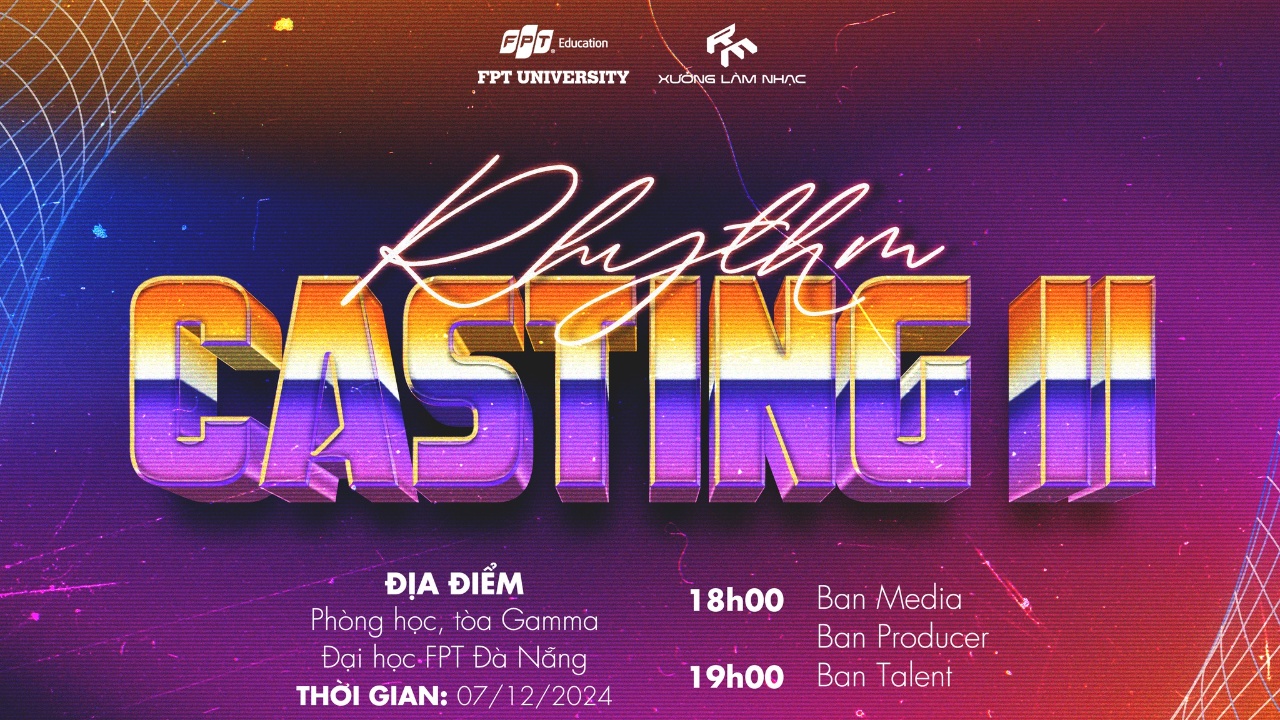 FPT Education
FPT UNIVERSITY
XƯỞNG LÀM NHẠC
Rhythm
CASTING II
ĐỊA ĐIỂM
Phòng học, tòa Gamma
Đại học FPT Đà Nẵng
THỜI GIAN: 07/12/2024
18h00 Ban Media
Ban Producer
19h00 Ban Talent